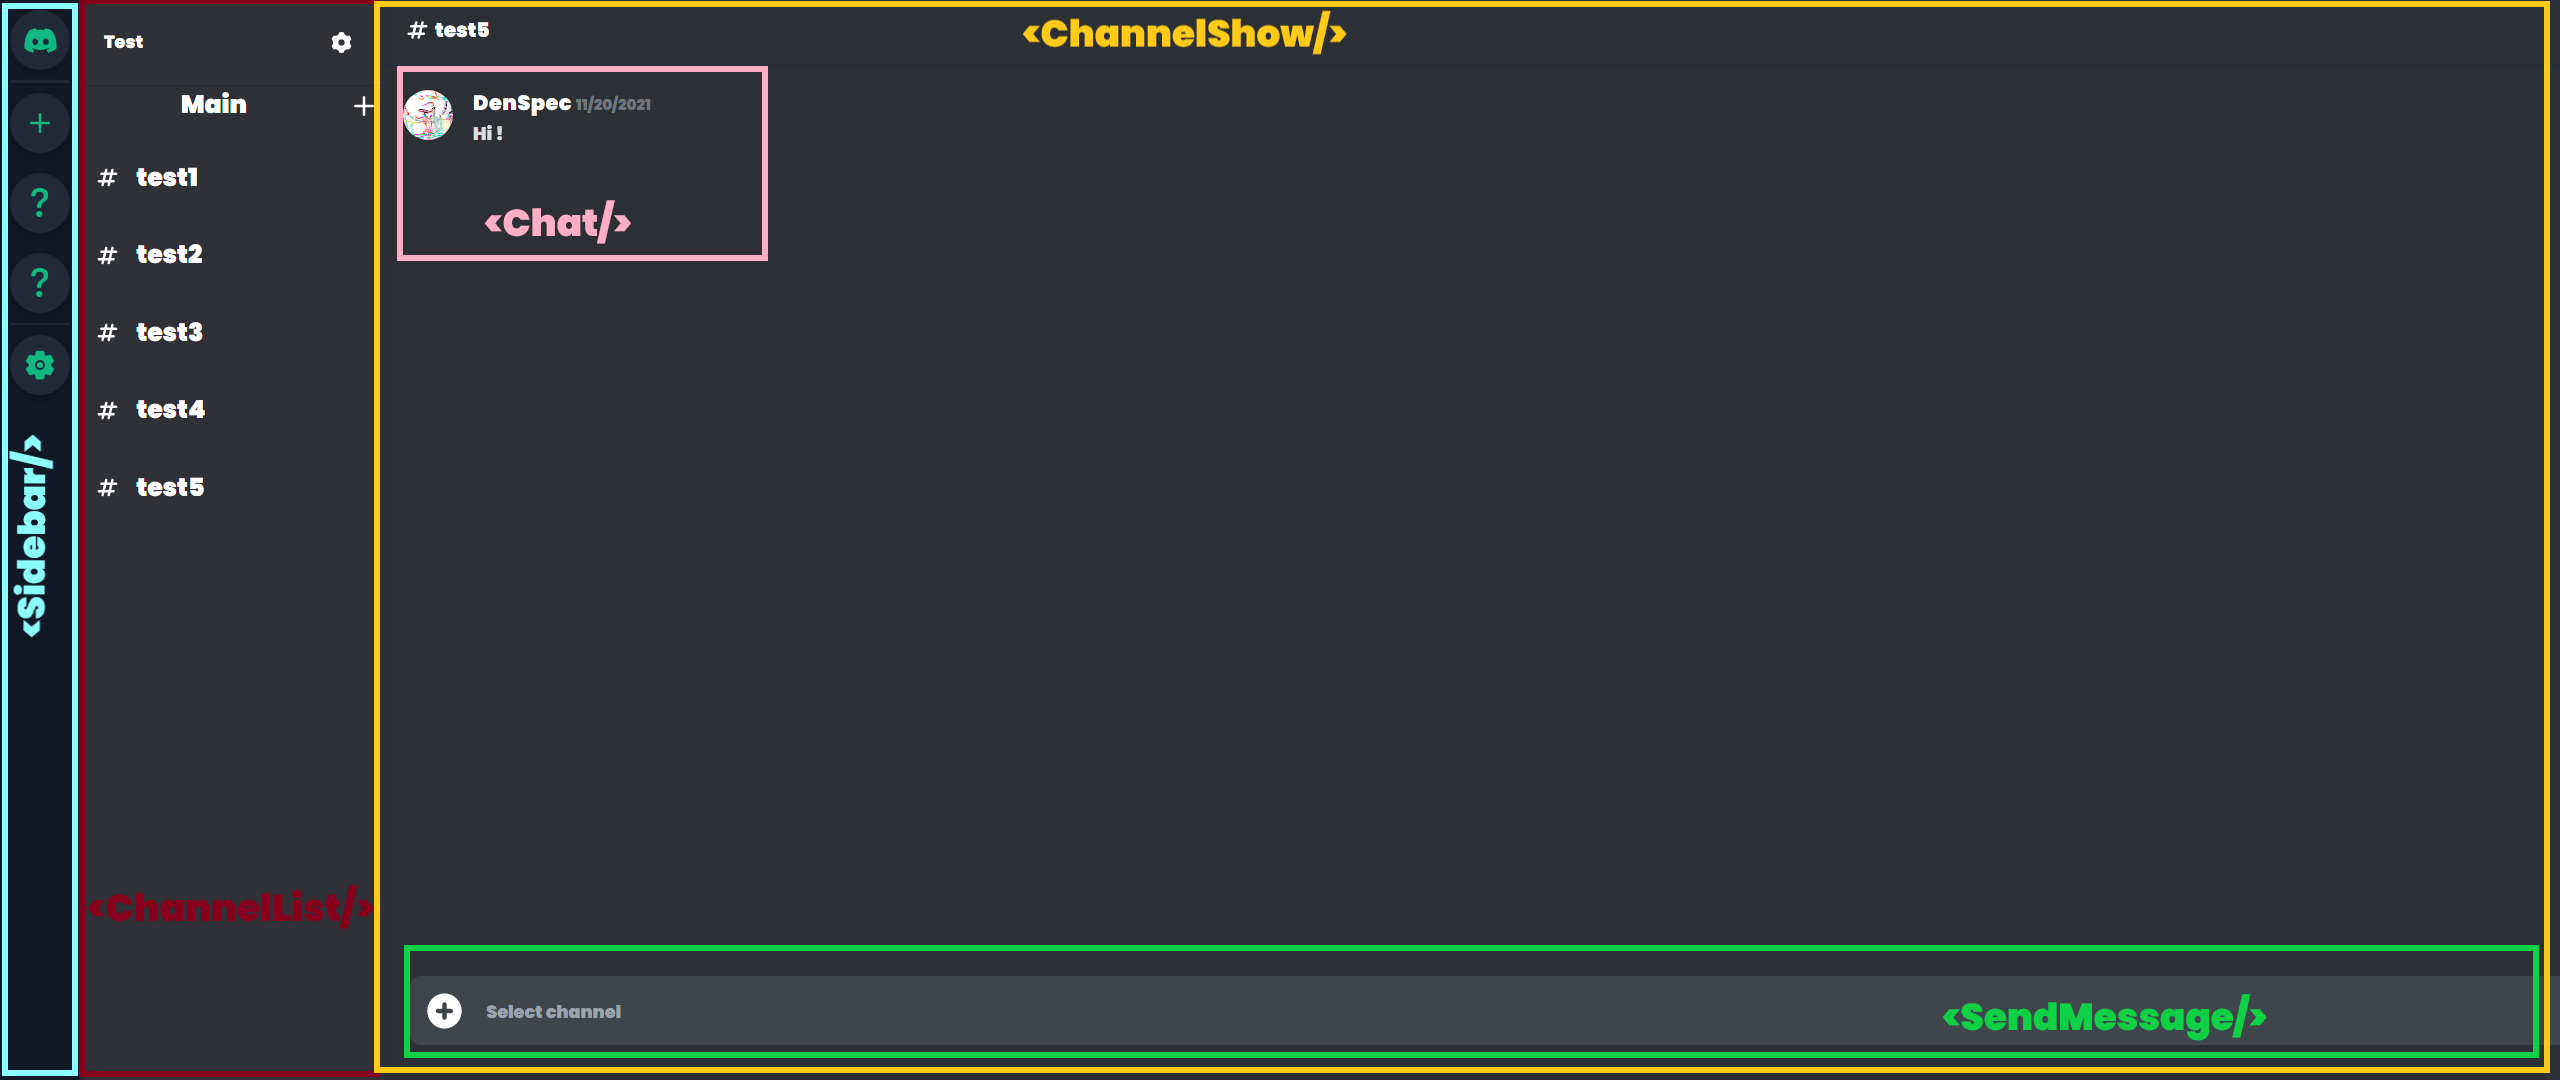 <Sidebar/>
Test
Main
# test1
# test2
# test3
# test4
# test5
<ChannelList/>
# test5
<ChannelShow/>
DenSpec 11/20/2021
Hi !
<Chat/>
Select channel
<SendMessage/>